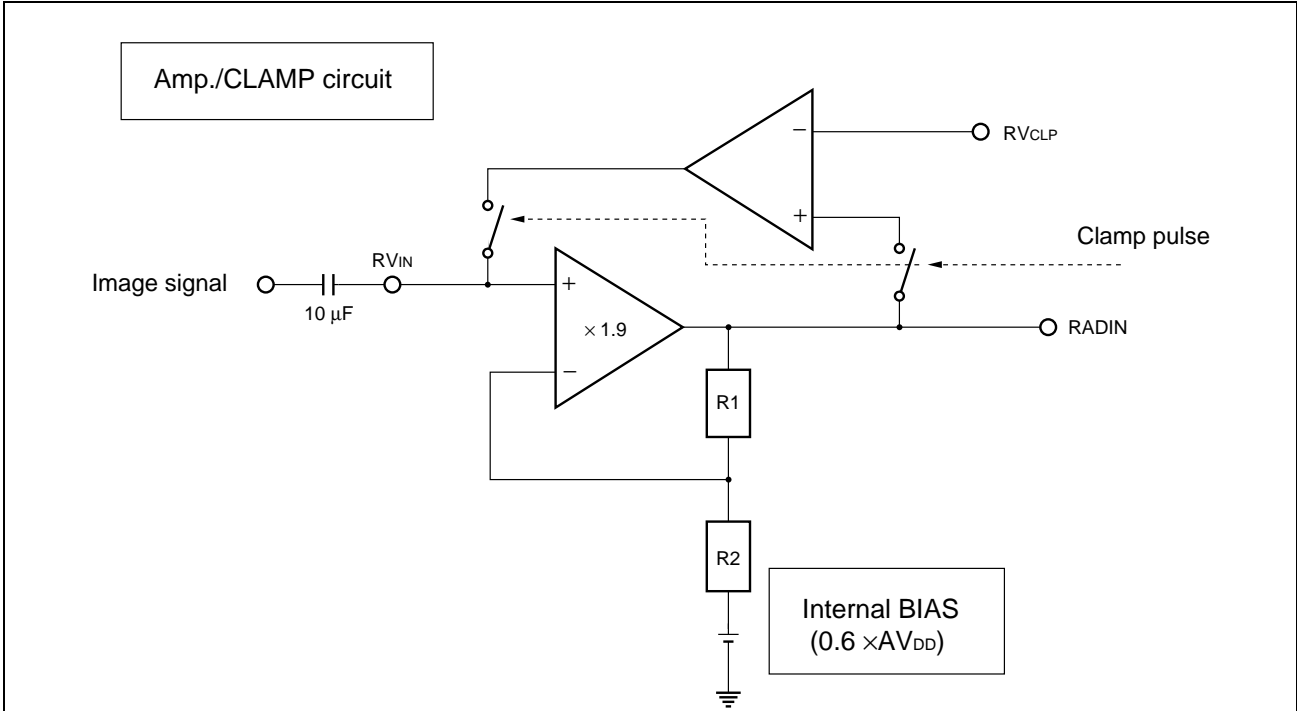 Amp./CLAMP circuit
−
RVCLP
+
Clamp pulse
Image signal
RVIN
10 µF
+
× 1.9
−
RADIN
R1
R2
Internal BIAS
(0.6 ×AVDD)